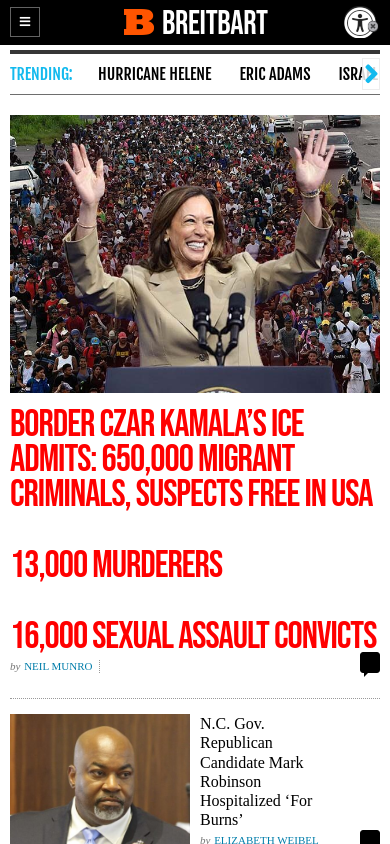 B BREITBART
TRENDING: HURRICANE HELENE ERIC ADAMS ISRA
BORDER CZAR KAMALA’S ICE
ADMITS: 650,000 MIGRANT
CRIMINALS, SUSPECTS FREE IN USA
13,000 MURDERERS
16,000 SEXUAL ASSAULT CONVICTS
by NEIL MUNRO
N.C. Gov.
Republican
Candidate Mark
Robinson
Hospitalized ‘For
Burns’
by ELIZABETH WEIBEL